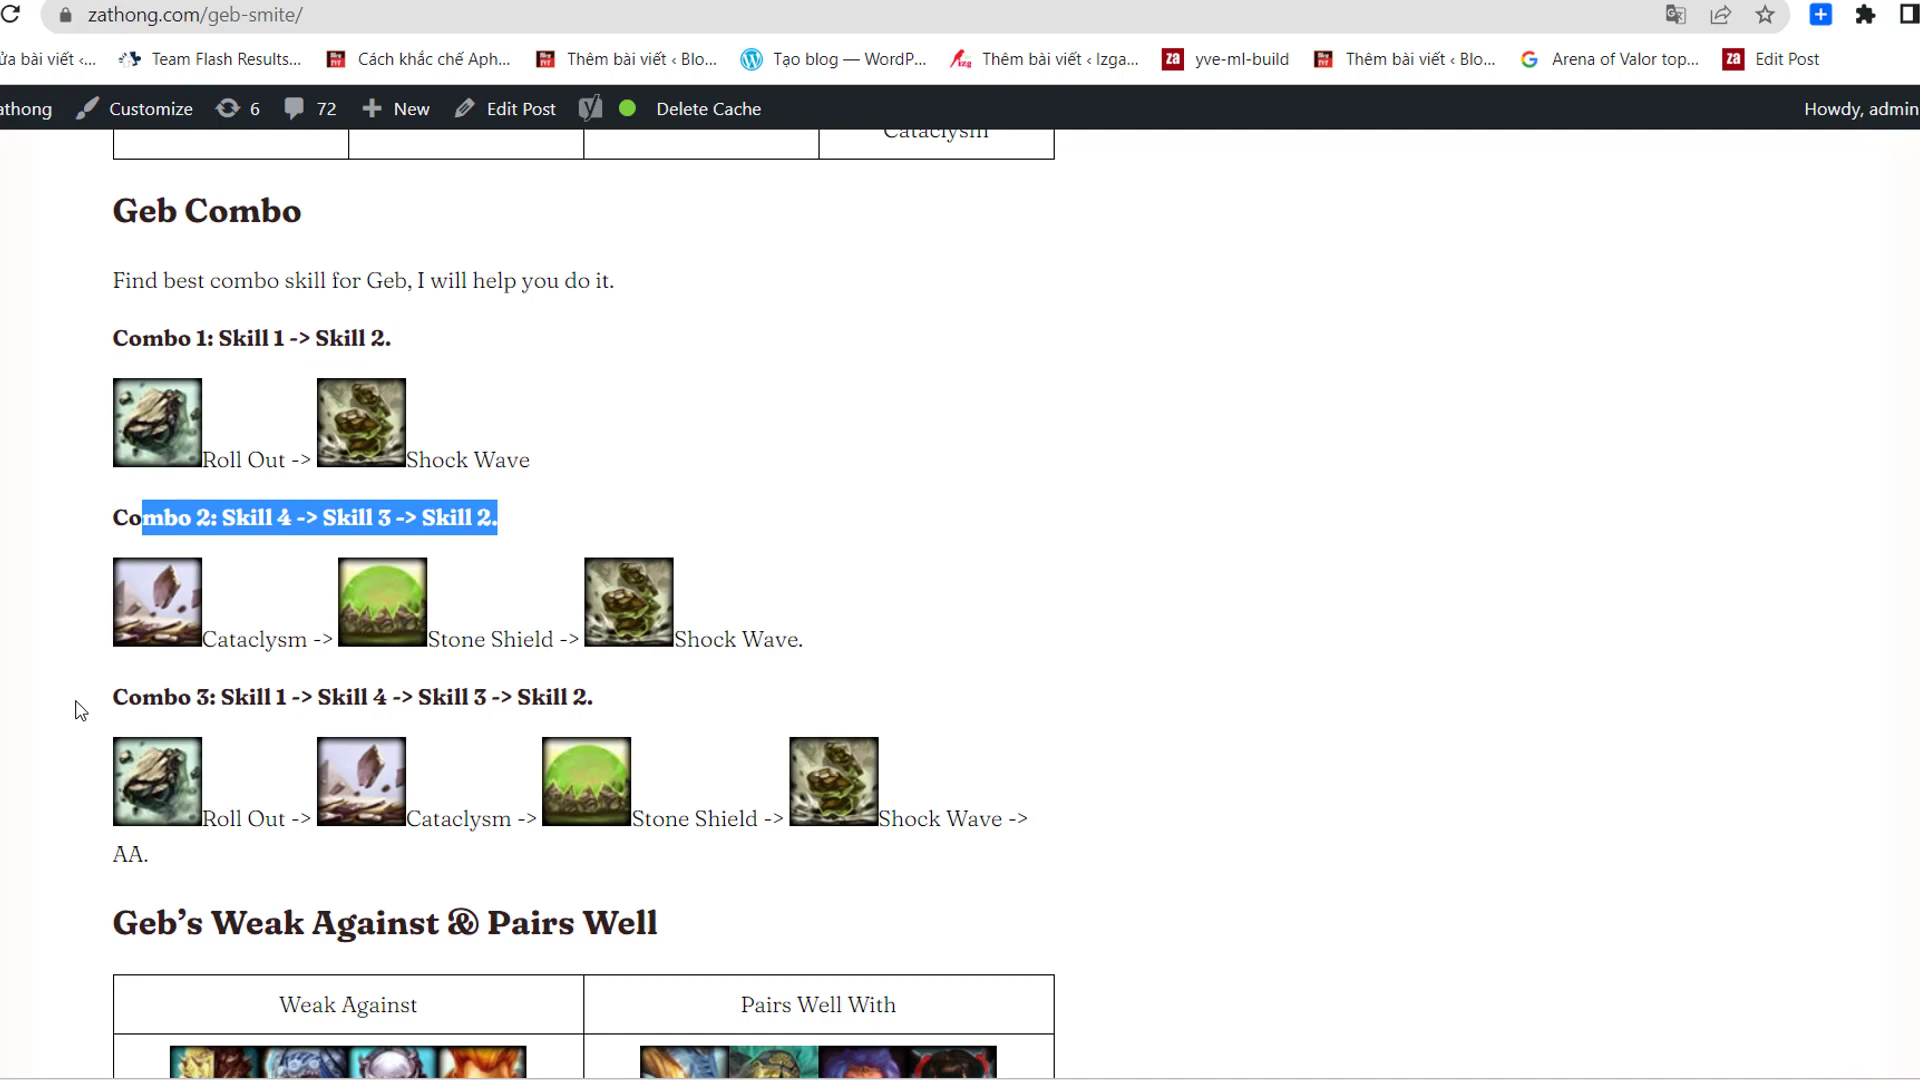 zathong.com/geb-smite/
ửa bài viết ‹... Team Flash Results... Cách khắc chế Aph... Thêm bài viết ‹ Blo... Tạo blog — WordP... Thêm bài viết ‹ Izga... yve-ml-build Thêm bài viết ‹ Blo... Arena of Valor top... Edit Post
athong Customize 6 72 New Edit Post Delete Cache Howdy, admin
Cataclysm
Geb Combo
Find best combo skill for Geb, I will help you do it.
Combo 1: Skill 1 -> Skill 2.
Roll Out -> Shock Wave
Combo 2: Skill 4 -> Skill 3 -> Skill 2.
Cataclysm -> Stone Shield -> Shock Wave.
Combo 3: Skill 1 -> Skill 4 -> Skill 3 -> Skill 2.
Roll Out -> Cataclysm -> Stone Shield -> Shock Wave ->
AA.
Geb’s Weak Against & Pairs Well
Weak Against Pairs Well With